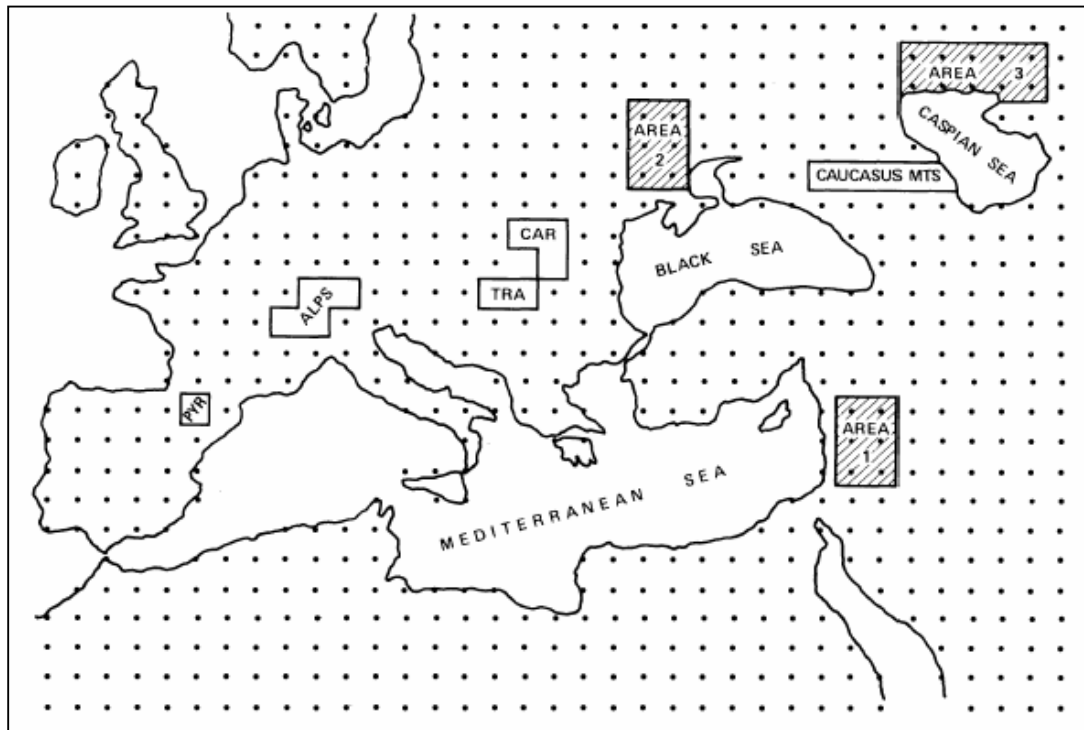 AREA 3
CASPIAN SEA
AREA
2
CAUCASUS MTS
CAR
BLACK SEA
TRA
ALPS
PYR
AREA
1
MEDITERRANEAN SEA